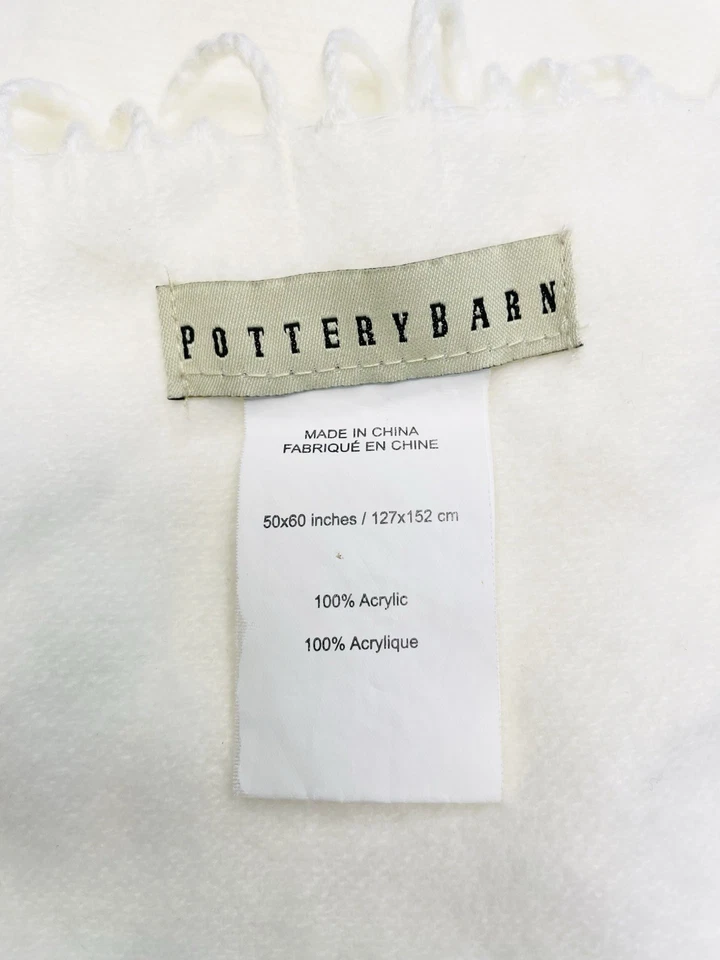 POTTERYBARN
MADE IN CHINA
FABRIQUÉ EN CHINE
50x60 inches / 127x152 cm
100% Acrylic
100% Acrylique